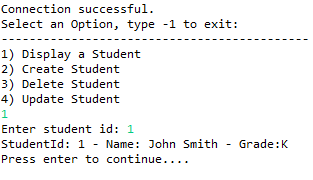 Connection successful.
Select an Option, type -1 to exit:
--------------------------------------------
1) Display a Student
2) Create Student
3) Delete Student
4) Update Student
1
Enter student id: 1
StudentId: 1 - Name: John Smith - Grade:K
Press enter to continue....